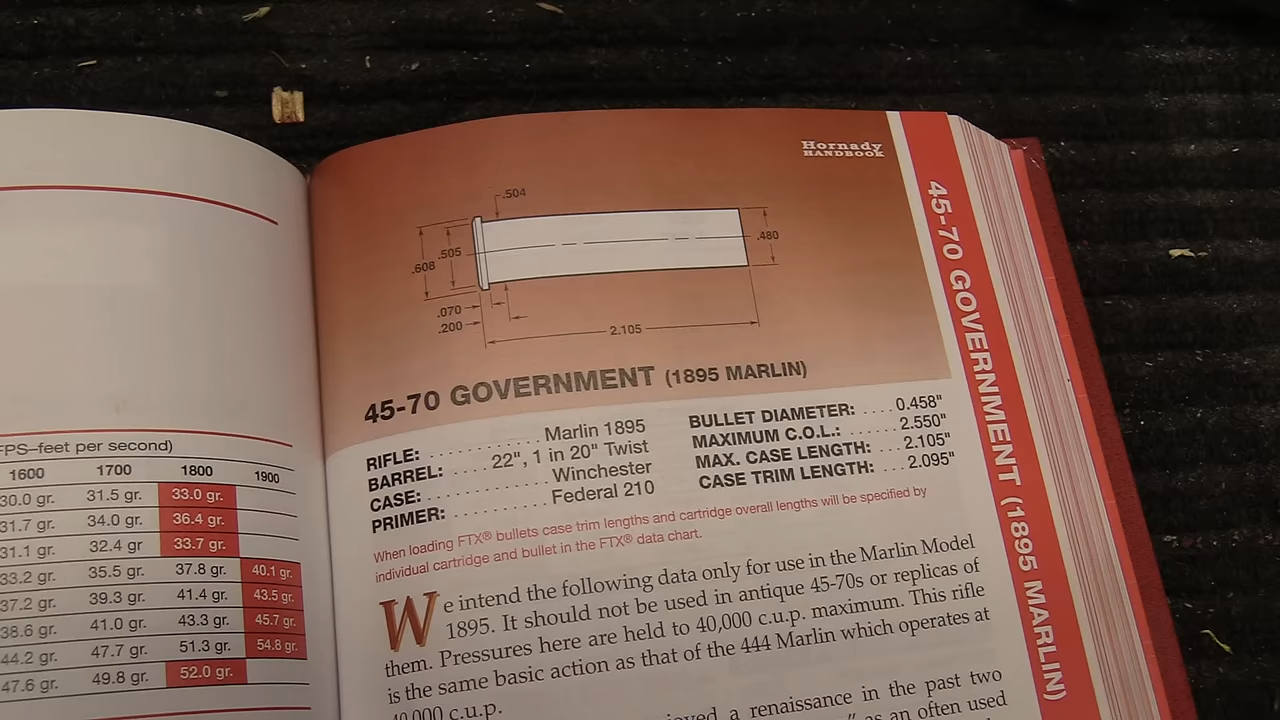 FPS–feet per second)
1600 1700 1800 1900
30.0 gr. 31.5 gr. 33.0 gr.
31.7 gr. 34.0 gr. 36.4 gr.
31.1 gr. 32.4 gr 33.7 gr.
33.2 gr. 35.5 gr. 37.8 gr. 40.1 gr.
37.2 gr. 39.3 gr. 41.4 gr. 43.5 gr.
38.6 gr. 41.0 gr. 43.3 gr. 45.7 gr.
44.2 gr. 47.7 gr. 51.3 gr. 54.8 gr.
47.6 gr. 49.8 gr. 52.0 gr.
Hornady
HANDBOOK
.504
.608
.505
.480
.070
.200
2.105
45-70 GOVERNMENT (1895 MARLIN)
RIFLE: . . . . . . . . . . . Marlin 1895
BARREL: . . . . . 22", 1 in 20" Twist
CASE: . . . . . . . . . . . . Winchester
PRIMER: . . . . . . . . . . Federal 210
BULLET DIAMETER: . . . . 0.458"
MAXIMUM C.O.L.: . . . . . . 2.550"
MAX. CASE LENGTH: . . . 2.105"
CASE TRIM LENGTH: . . . 2.095"
When loading FTX® bullets case trim lengths and cartridge overall lengths will be specified by
individual cartridge and bullet in the FTX® data chart.
We intend the following data only for use in the Marlin Model
1895. It should not be used in antique 45-70s or replicas of
them. Pressures here are held to 40,000 c.u.p. maximum. This rifle
is the same basic action as that of the 444 Marlin which operates at
40,000 c.u.p.
a renaissance in the past two
as an often used
45-70 GOVERNMENT (1895 MARLIN)